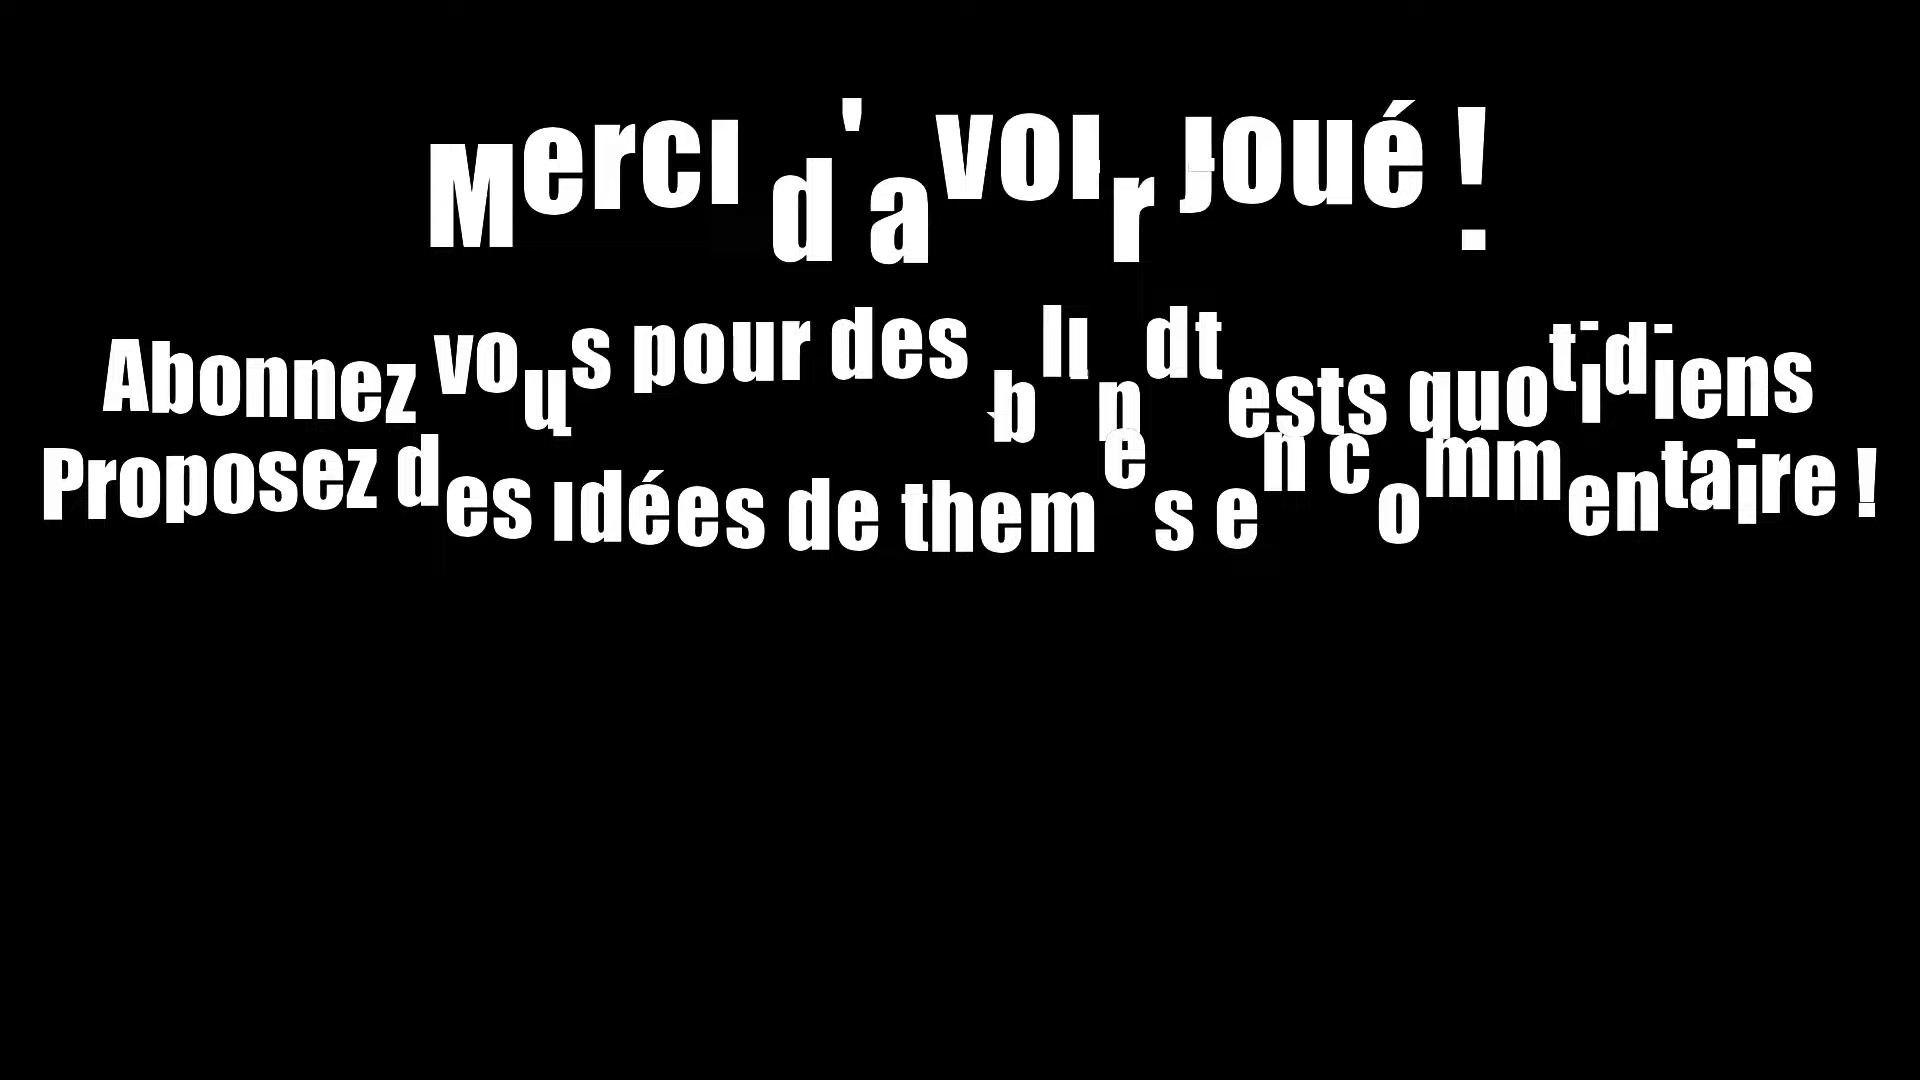 Merci d'avoir joué !
Abonnez vous pour des blindtests quotidiens
Proposez des idées de themes en commentaire !